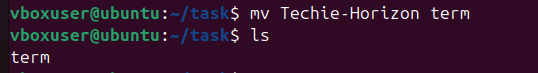 vboxuser@ubuntu:~/task$ mv Techie-Horizon term
vboxuser@ubuntu:~/task$ ls
term